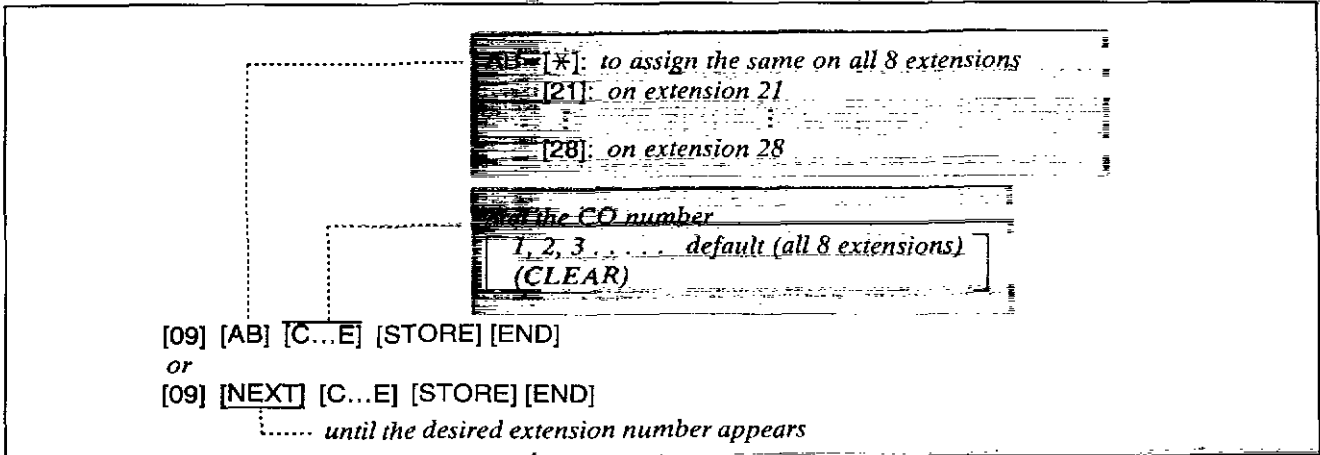 AB=[*]: to assign the same on all 8 extensions
[21]: on extension 21
[28]: on extension 28
the CO number
1, 2, 3 ..... default (all 8 extensions)
(CLEAR)
[09] [AB] [C...E] [STORE] [END]
or
[09] [NEXT] [C...E] [STORE] [END]
until the desired extension number appears